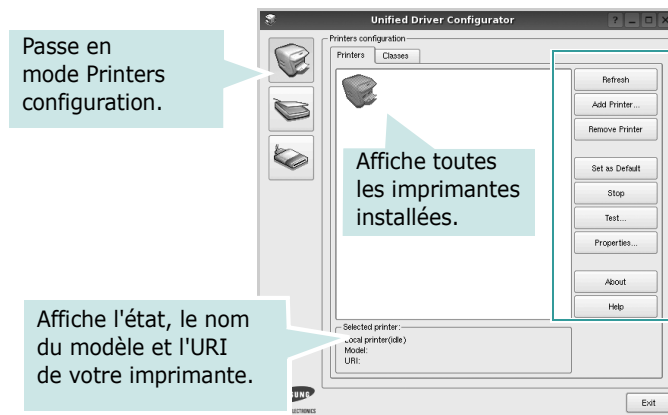 Unified Driver Configurator
Passe en
mode Printers
configuration.
Printers configuration
Printers
Classes
Refresh
Add Printer...
Remove Printer
Set as Default
Stop
Test...
Properties...
About
Help
Affiche toutes
les imprimantes
installées.
Affiche l'état, le nom
du modèle et l'URI
de votre imprimante.
Selected printer:
Local printer(idle)
Model:
URI:
Exit